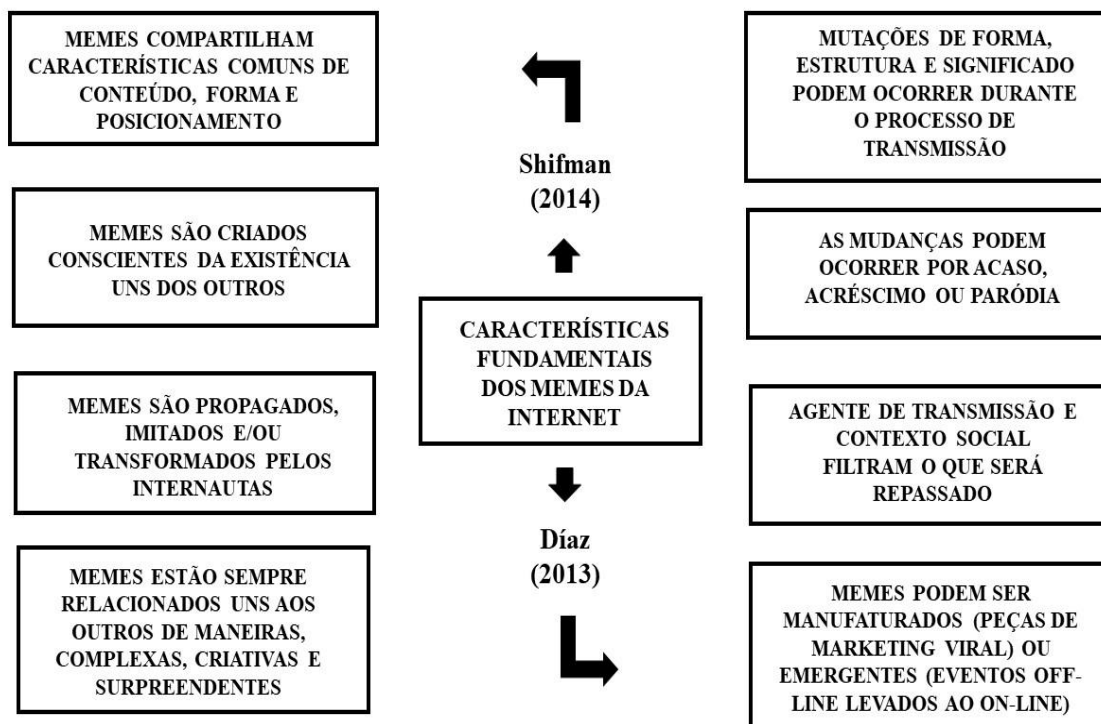 MEMES COMPARTILHAM
CARACTERÍSTICAS COMUNS DE
CONTEÚDO, FORMA E
POSICIONAMENTO
MEMES SÃO CRIADOS
CONSCIENTES DA EXISTÊNCIA
UNS DOS OUTROS
MEMES SÃO PROPAGADOS,
IMITADOS E/OU
TRANSFORMADOS PELOS
INTERNAUTAS
MEMES ESTÃO SEMPRE
RELACIONADOS UNS AOS
OUTROS DE MANEIRAS,
COMPLEXAS, CRIATIVAS E
SURPREENDENTES
Shifman
(2014)
CARACTERÍSTICAS
FUNDAMENTAIS
DOS MEMES DA
INTERNET
Díaz
(2013)
MUTAÇÕES DE FORMA,
ESTRUTURA E SIGNIFICADO
PODEM OCORRER DURANTE
O PROCESSO DE
TRANSMISSÃO
AS MUDANÇAS PODEM
OCORRER POR ACASO,
ACRÉSCIMO OU PARÓDIA
AGENTE DE TRANSMISSÃO E
CONTEXTO SOCIAL
FILTRAM O QUE SERÁ
REPASSADO
MEMES PODEM SER
MANUFATURADOS (PEÇAS DE
MARKETING VIRAL) OU
EMERGENTES (EVENTOS OFF-
LINE LEVADOS AO ON-LINE)